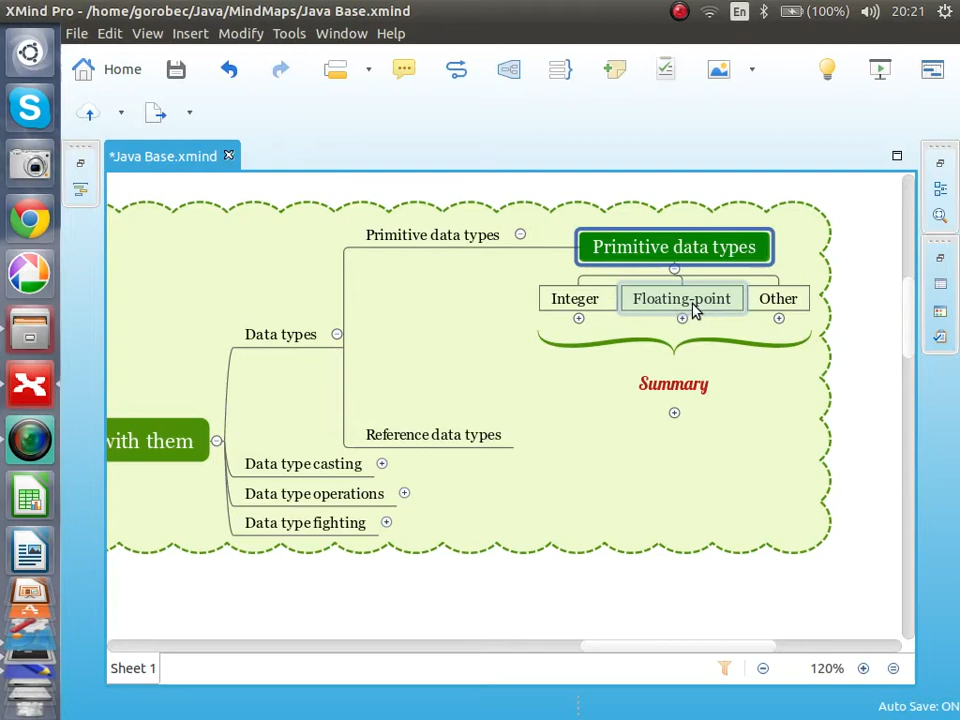 XMind Pro - /home/gorobec/Java/MindMaps/Java Base.xmind
En
(100%)
20:21
File Edit View Insert Modify Tools Window Help
Home
*Java Base.xmind
Primitive data types
Primitive data types
Integer
Floating-point
Other
Data types
Summary
with them
Reference data types
Data type casting
Data type operations
Data type fighting
Sheet 1
120%
Auto Save: ON